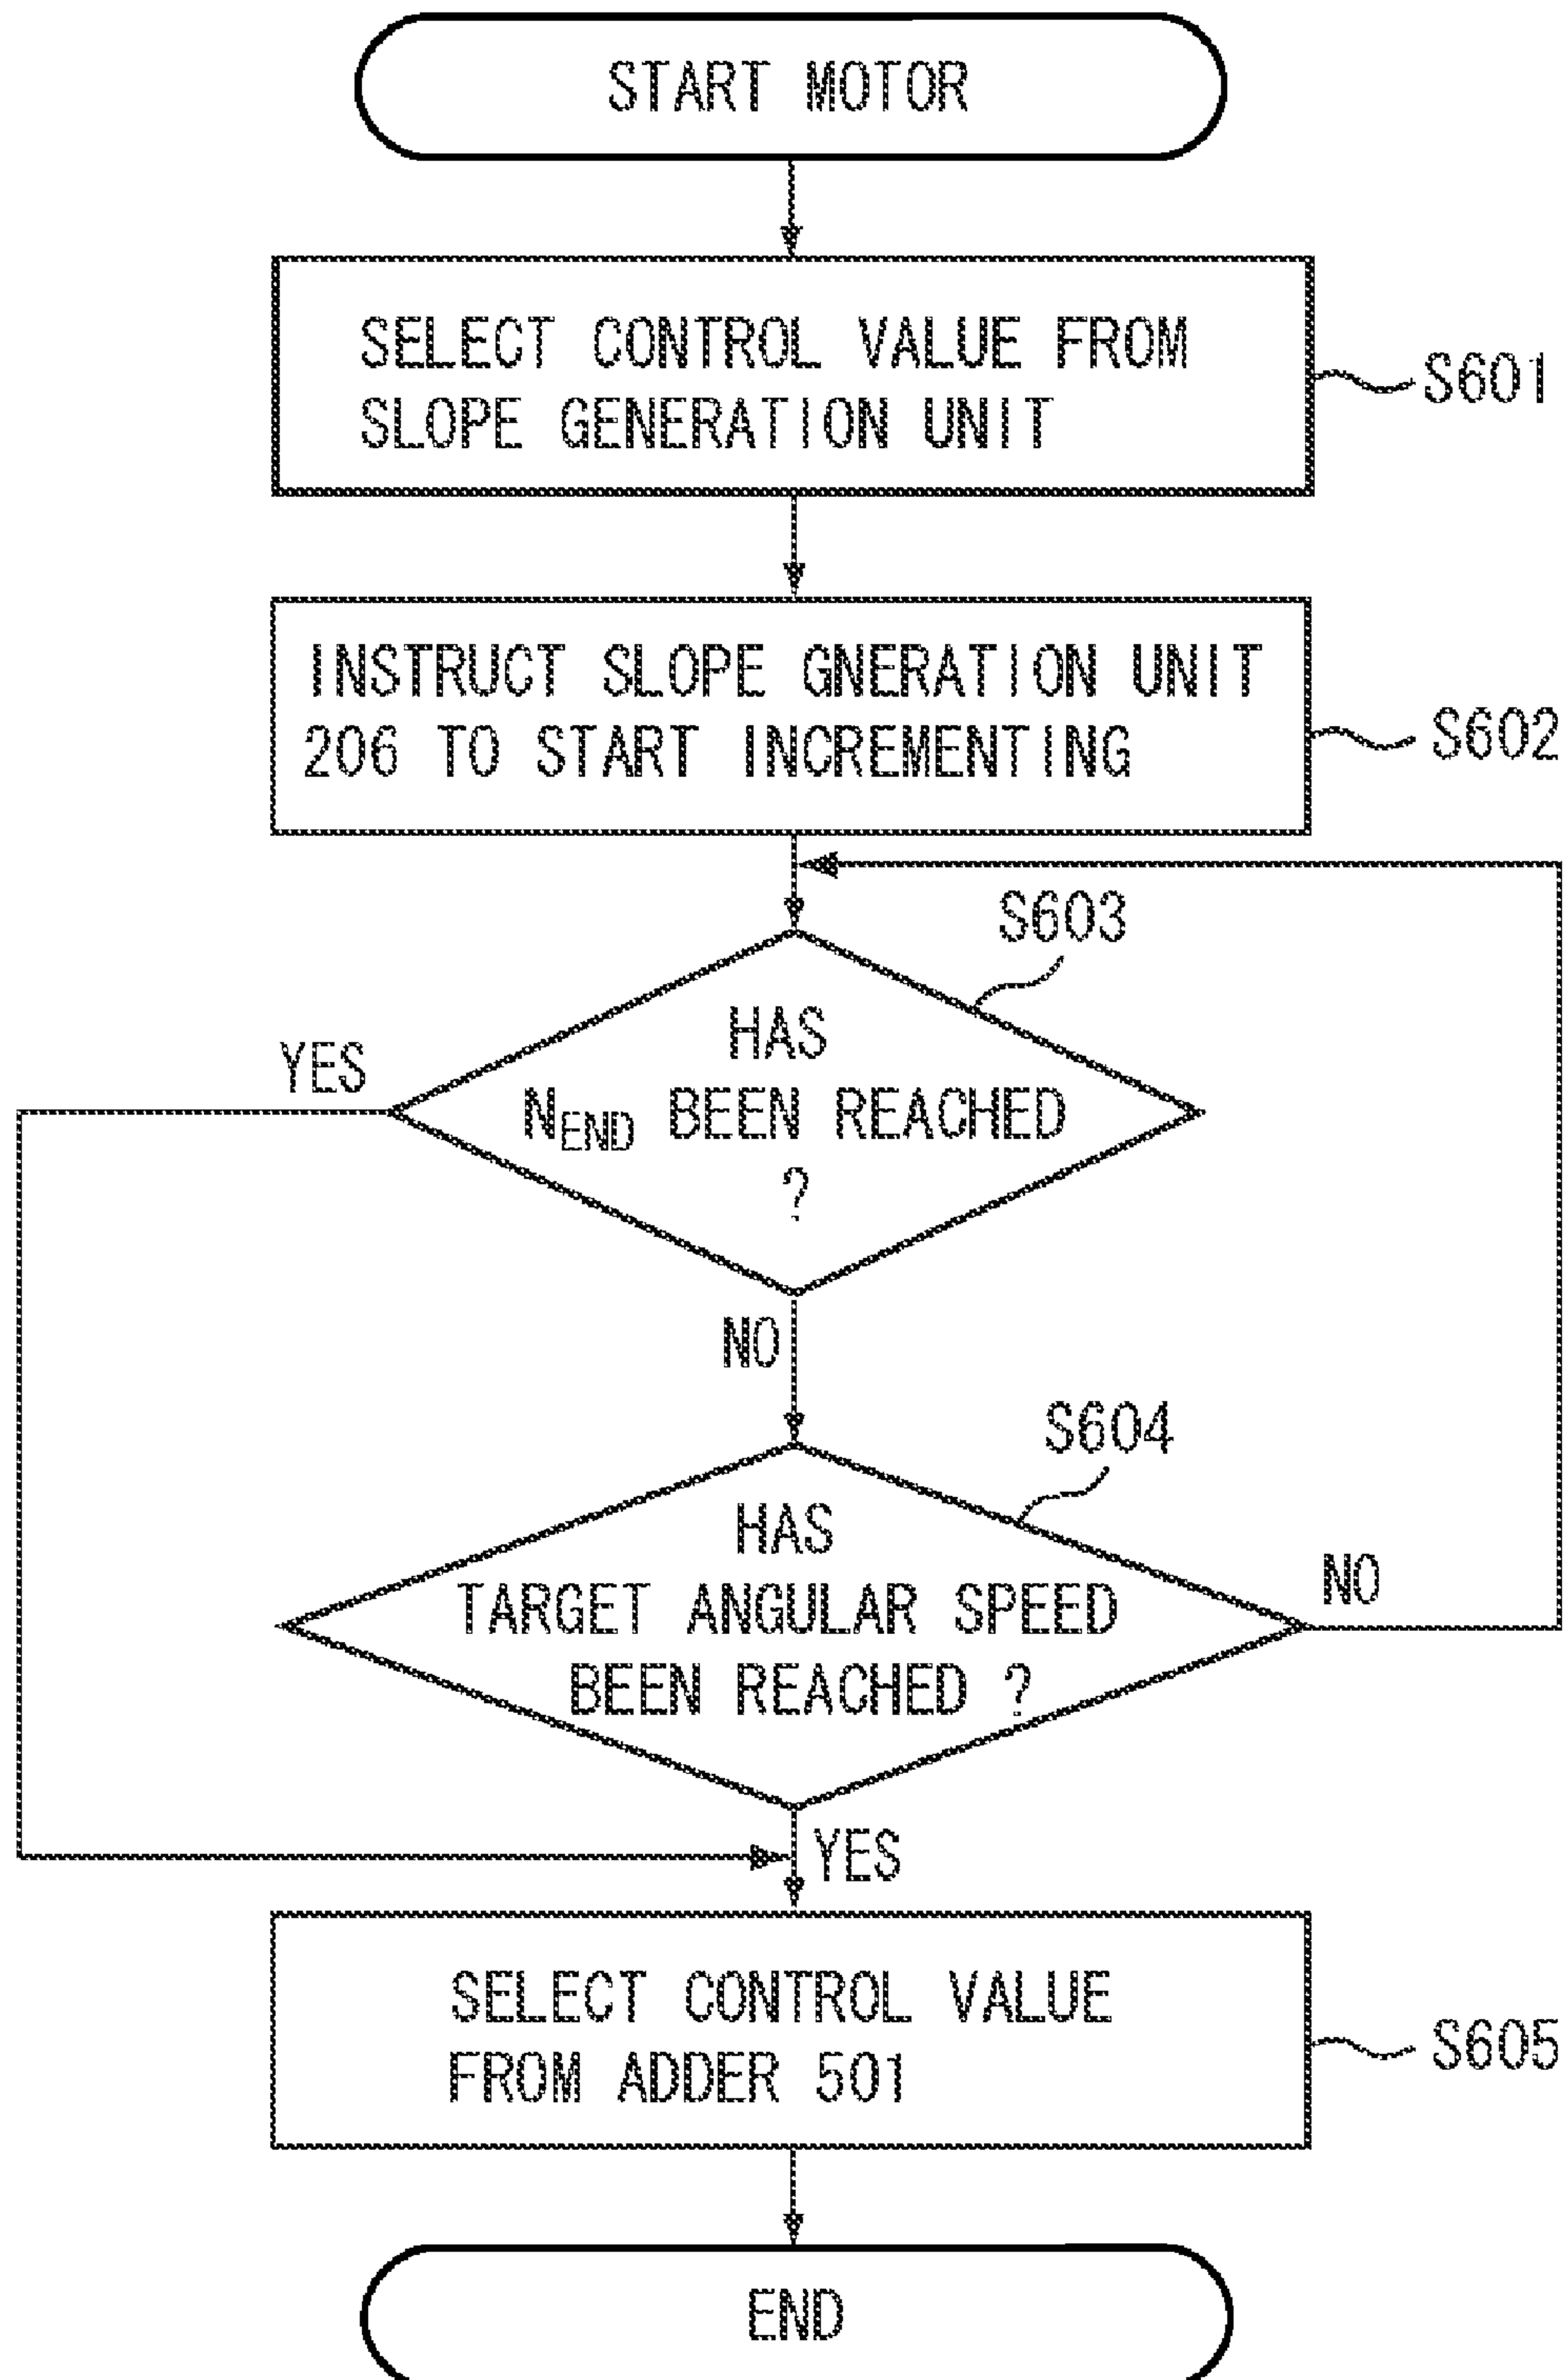 START MOTOR
SELECT CONTROL VALUE FROM
SLOPE GENERATION UNIT
S601
INSTRUCT SLOPE GNERATION UNIT
206 TO START INCREMENTING
S602
S603
HAS
N_END BEEN REACHED
?
YES
NO
S604
HAS
TARGET ANGULAR SPEED
BEEN REACHED ?
NO
YES
SELECT CONTROL VALUE
FROM ADDER 501
S605
END